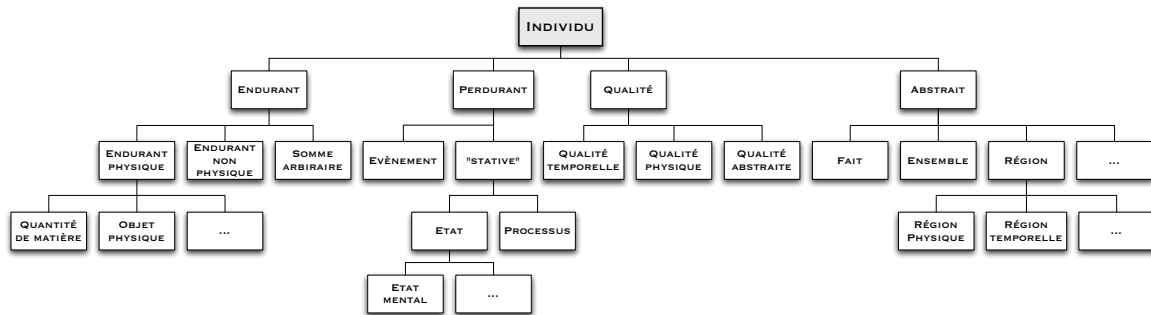 Individu
Endurant
Perdurant
Qualité
Abstrait
Endurant
physique
Endurant
non
physique
Somme
arbiraire
Evènement
"stative"
Qualité
temporelle
Qualité
physique
Qualité
abstraite
Fait
Ensemble
Région
...
Quantité
de matière
Objet
physique
...
Etat
Processus
Région
Physique
Région
temporelle
...
Etat
mental
...